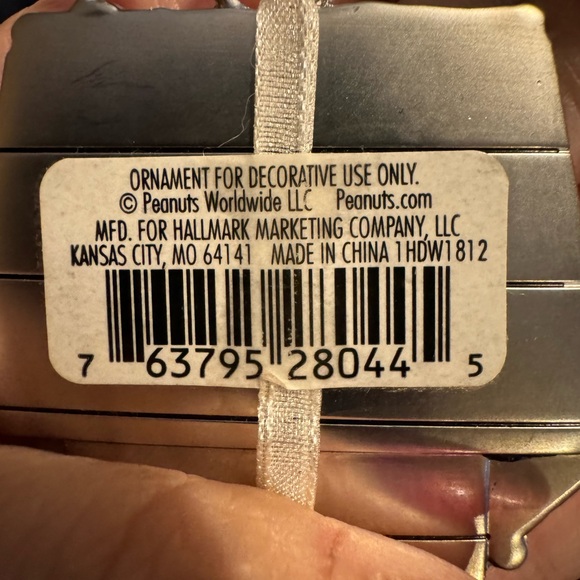 ORNAMENT FOR DECORATIVE USE ONLY.
© Peanuts Worldwide LLC Peanuts.com
MFD. FOR HALLMARK MARKETING COMPANY, LLC
KANSAS CITY, MO 64141 MADE IN CHINA 1HDW1812
7 63795 28044 5